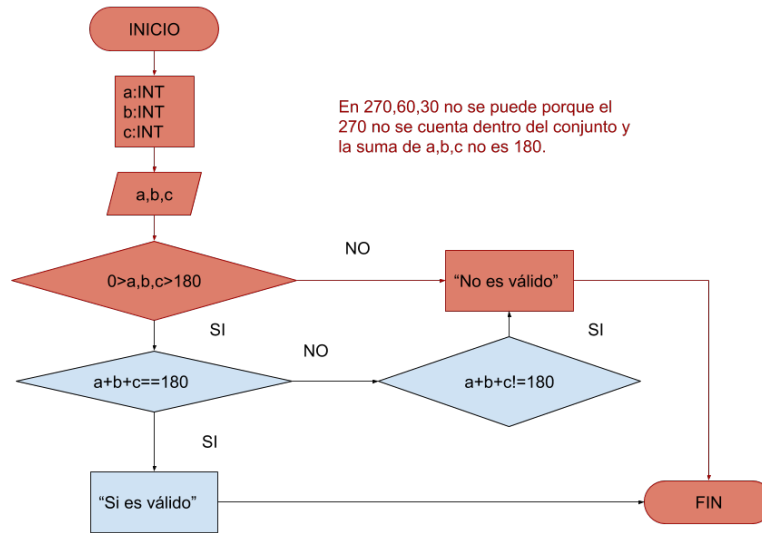 INICIO
a:INT
b:INT
c:INT
En 270,60,30 no se puede porque el
270 no se cuenta dentro del conjunto y
la suma de a,b,c no es 180.
a,b,c
0>a,b,c>180
NO
“No es válido”
SI
NO
SI
a+b+c==180
a+b+c!=180
SI
“Si es válido”
FIN